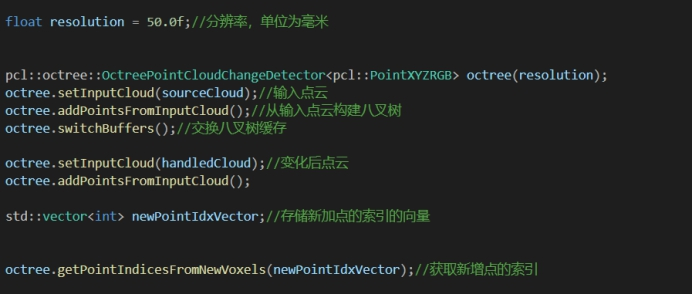 float resolution = 50.0f;//分辨率，单位为毫米
pcl::octree::OctreePointCloudChangeDetector<pcl::PointXYZRGB> octree(resolution);
octree.setInputCloud(sourceCloud);//输入点云
octree.addPointsFromInputCloud();//从输入点云构建八叉树
octree.switchBuffers();//交换八叉树缓存
octree.setInputCloud(handledCloud);//变化后点云
octree.addPointsFromInputCloud();
std::vector<int> newPointIdxVector;//存储新加点的索引的向量
octree.getPointIndicesFromNewVoxels(newPointIdxVector);//获取新增点的索引